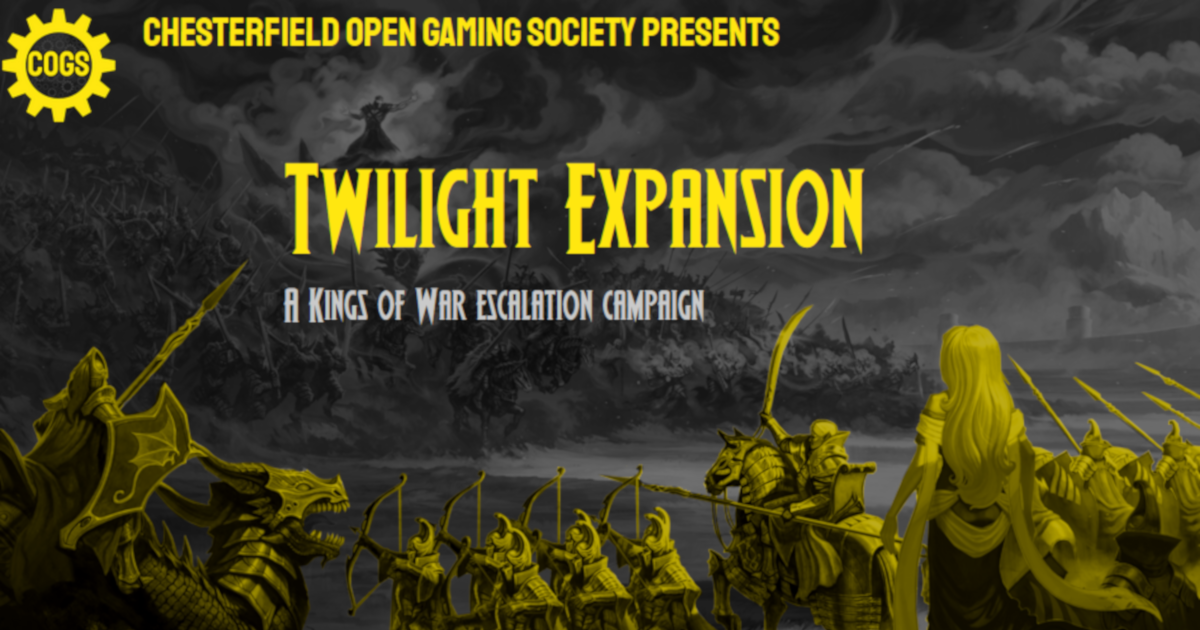 CHESTERFIELD OPEN GAMING SOCIETY PRESENTS
COGS
TWILIGHT EXPANSION
A KINGS OF WAR ESCALATION CAMPAIGN